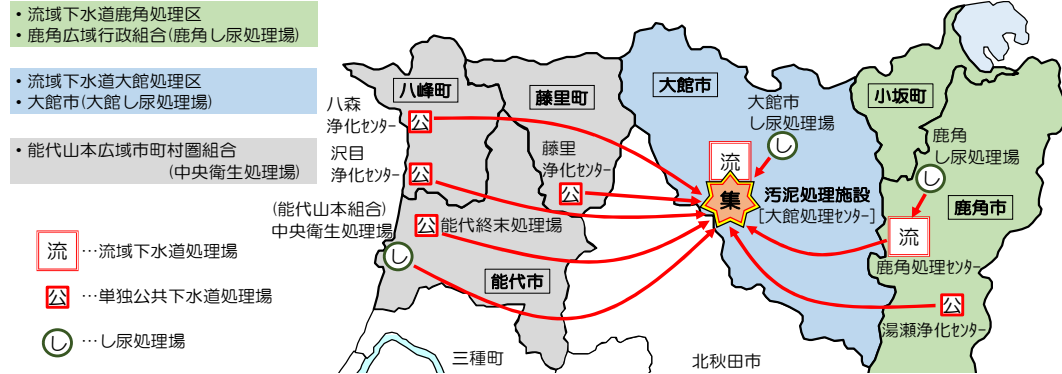 ・流域下水道鹿角処理区
・鹿角広域行政組合(鹿角し尿処理場)
・流域下水道大館処理区
・大館市(大館し尿処理場)
・能代山本広域市町村圏組合
(中央衛生処理場)
流 …流域下水道処理場
公 …単独公共下水道処理場
し …し尿処理場
八峰町
藤里町
大館市
小坂町
鹿角市
能代市
八森
浄化センター
公
沢目
浄化センター
公
(能代山本組合)
中央衛生処理場
し
公
能代終末処理場
藤里
浄化センター
公
大館市
し尿処理場
し
流
集
汚泥処理施設
[大館処理センター]
鹿角
し尿処理場
し
流
鹿角処理センター
公
湯瀬浄化センター
三種町
北秋田市